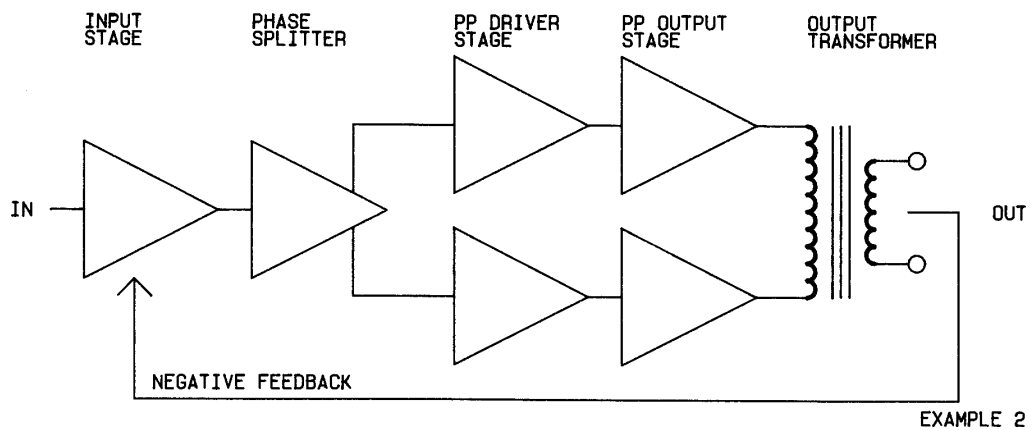 INPUT
STAGE
PHASE
SPLITTER
PP DRIVER
STAGE
PP OUTPUT
STAGE
OUTPUT
TRANSFORMER
IN
OUT
NEGATIVE FEEDBACK
EXAMPLE 2